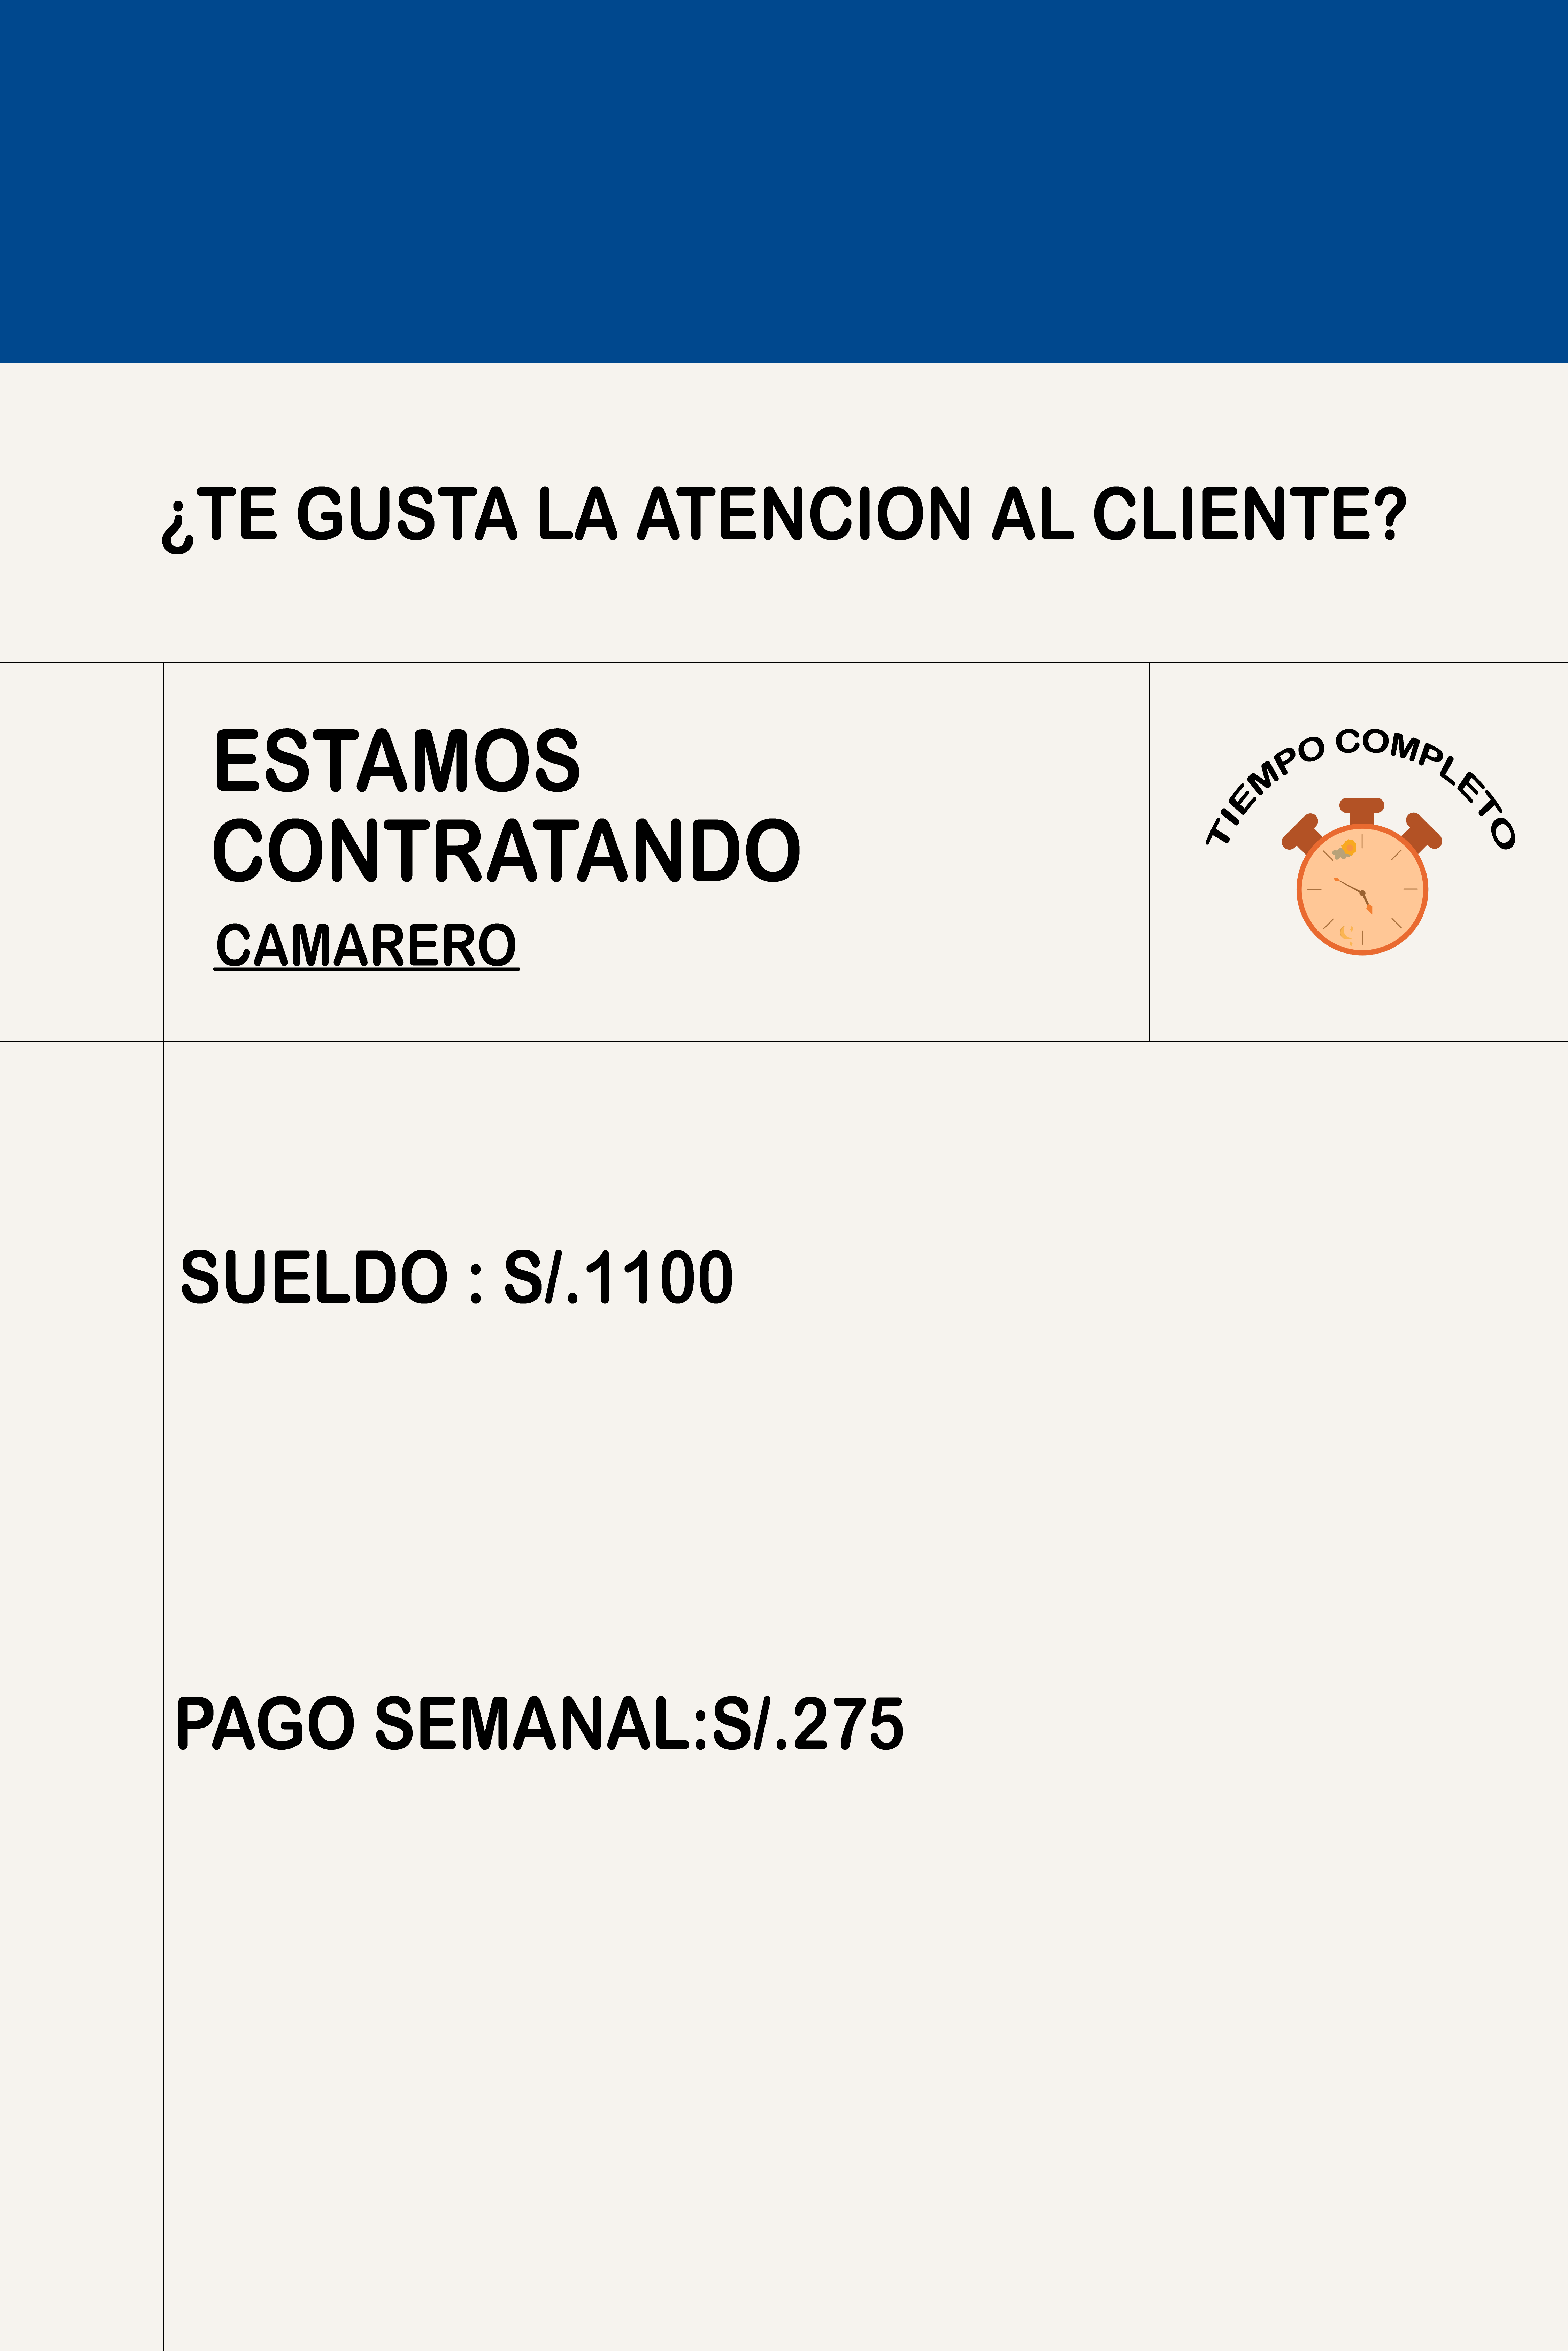 ¿TE GUSTA LA ATENCION AL CLIENTE?
ESTAMOS
CONTRATANDO
CAMARERO
TIEMPO COMPLETO
SUELDO : S/.1100
PAGO SEMANAL:S/.275